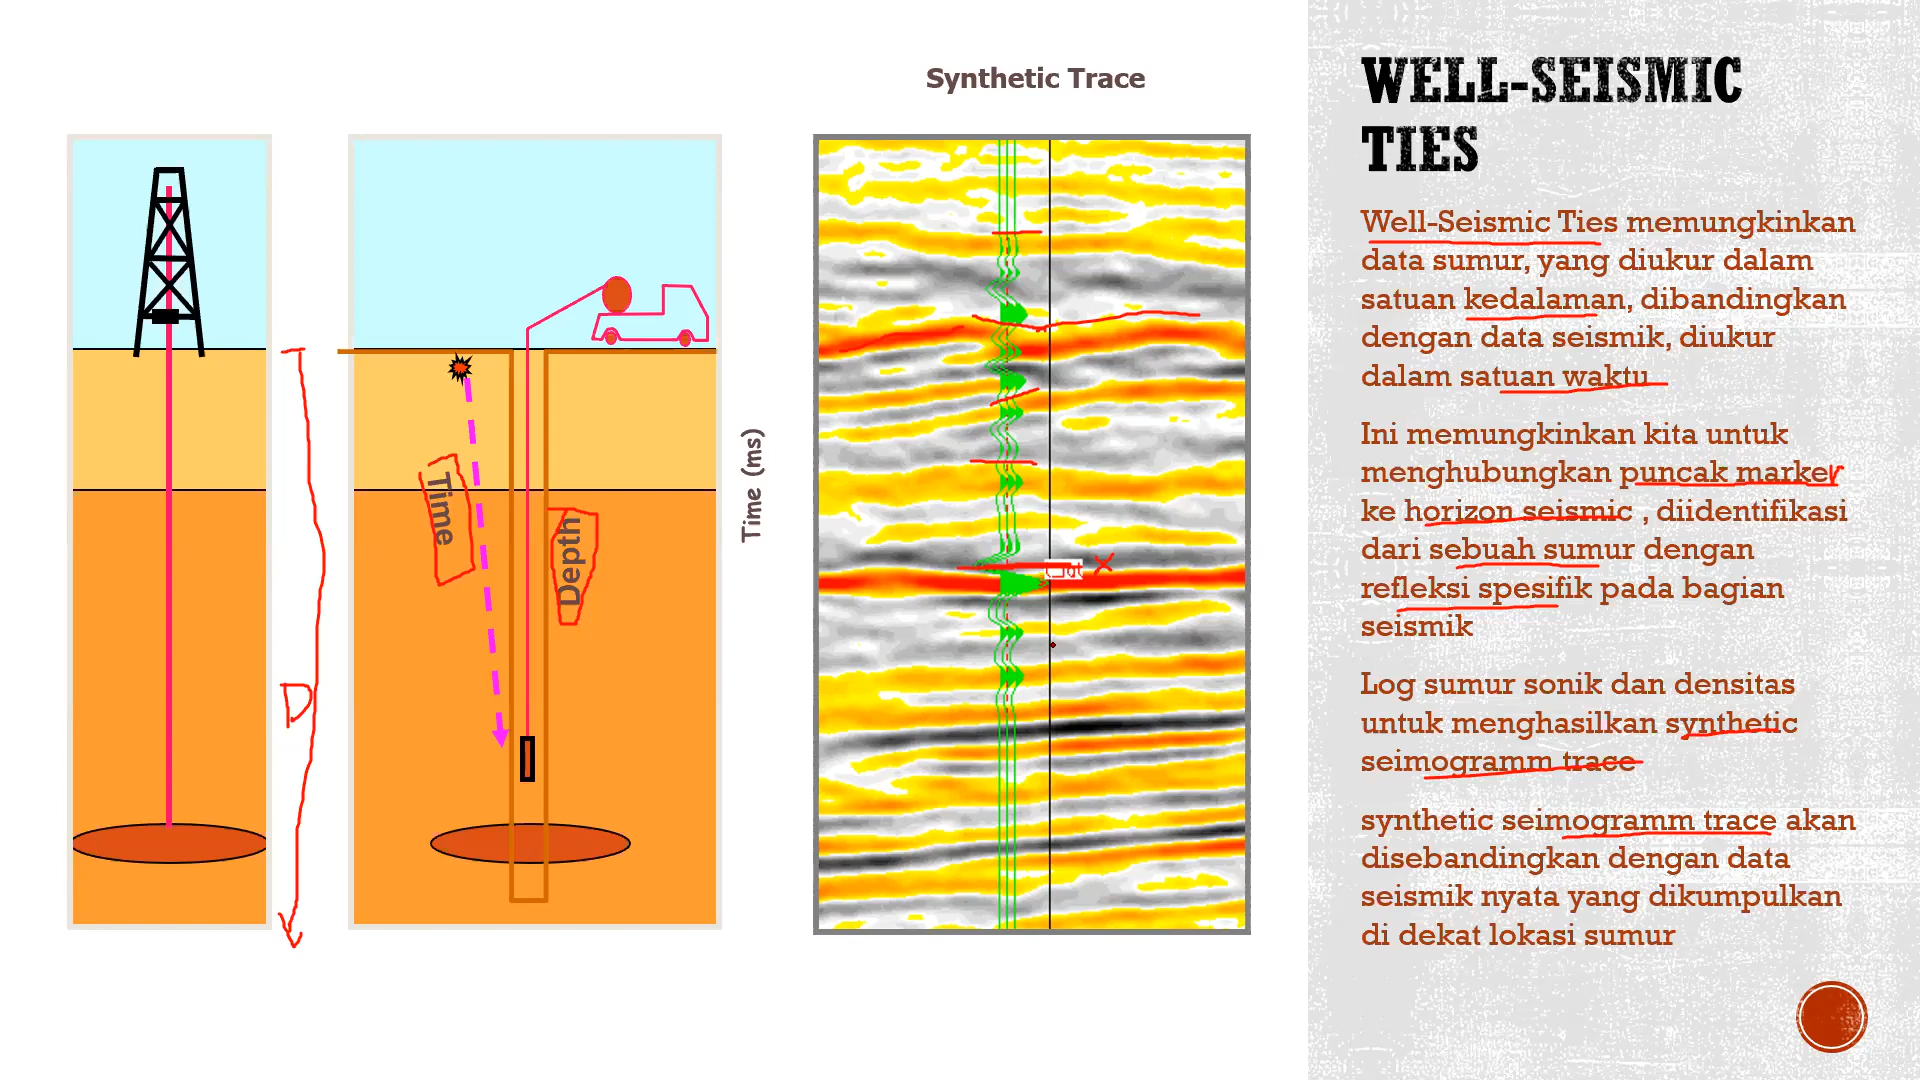 Synthetic Trace
Time
Depth
D
Time (ms)
WELL-SEISMIC
TIES
Well-Seismic Ties memungkinkan
data sumur, yang diukur dalam
satuan kedalaman, dibandingkan
dengan data seismik, diukur
dalam satuan waktu
Ini memungkinkan kita untuk
menghubungkan puncak marker
ke horizon seismic , diidentifikasi
dari sebuah sumur dengan
refleksi spesifik pada bagian
seismik
Log sumur sonik dan densitas
untuk menghasilkan synthetic
seimogramm trace
synthetic seimogramm trace akan
disebandingkan dengan data
seismik nyata yang dikumpulkan
di dekat lokasi sumur